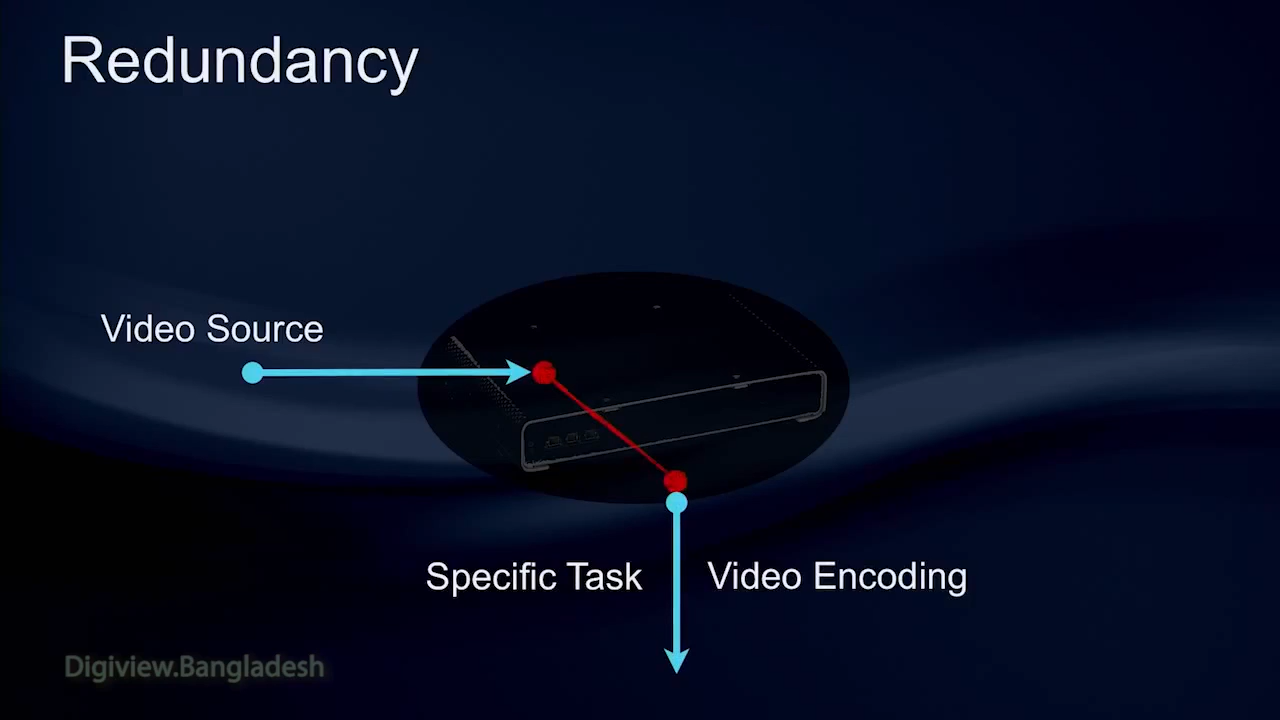 Redundancy
Video Source
Specific Task
Video Encoding
Digiview.Bangladesh